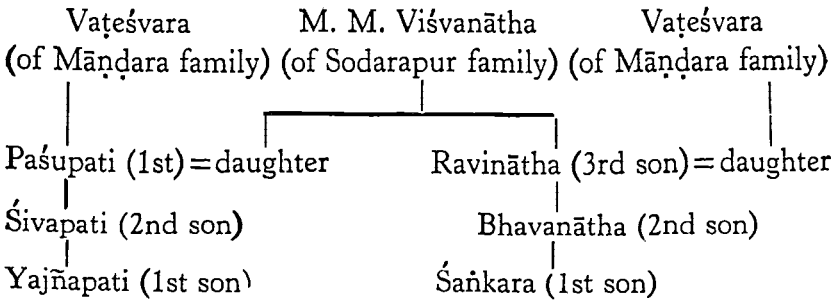 Vaṭeśvara M. M. Viśvanātha Vaṭeśvara
(of Māṇḍara family) (of Sodarapur family) (of Māṇḍara family)
Paśupati (1st)=daughter Ravinātha (3rd son)=daughter
Śivapati (2nd son) Bhavanātha (2nd son)
Yajñapati (1st son) Śaṅkara (1st son)